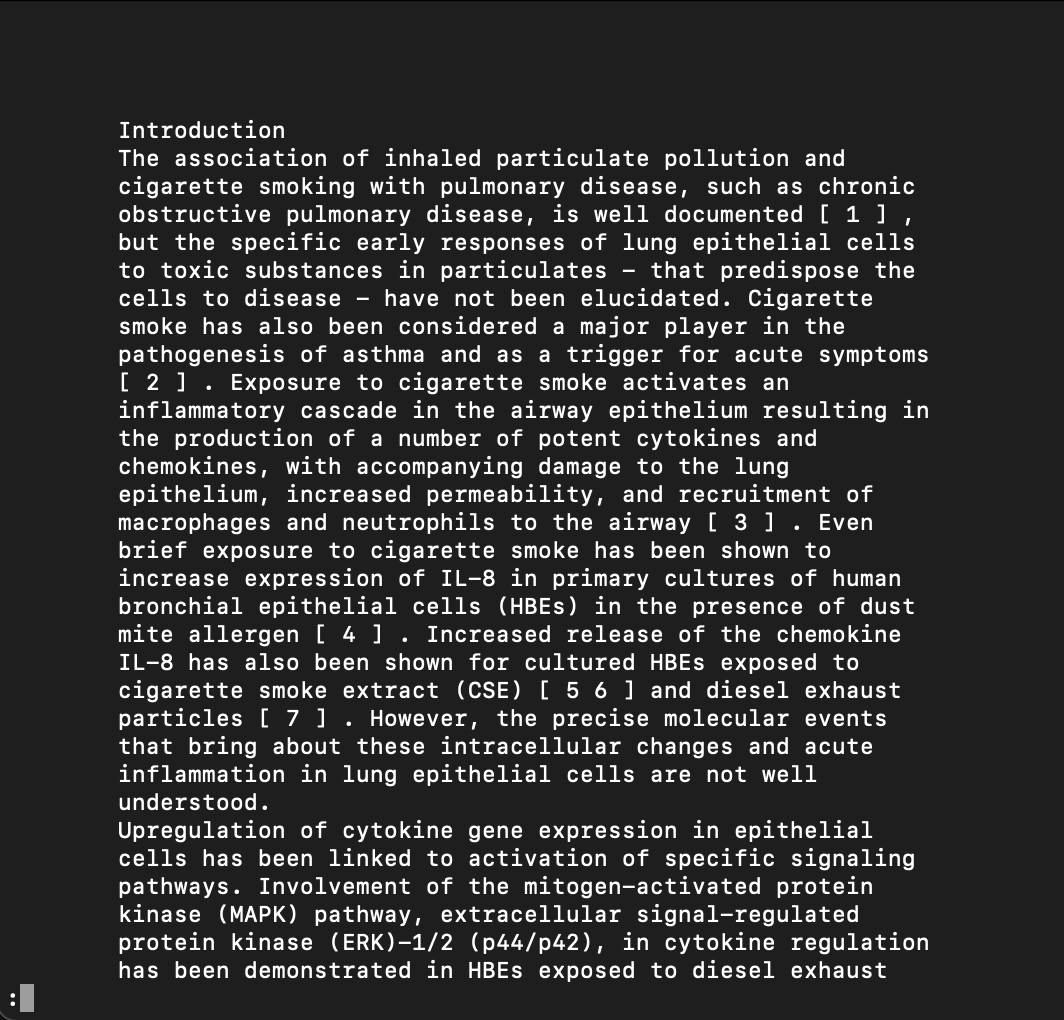 Introduction
The association of inhaled particulate pollution and
cigarette smoking with pulmonary disease, such as chronic
obstructive pulmonary disease, is well documented [ 1 ] ,
but the specific early responses of lung epithelial cells
to toxic substances in particulates – that predispose the
cells to disease – have not been elucidated. Cigarette
smoke has also been considered a major player in the
pathogenesis of asthma and as a trigger for acute symptoms
[ 2 ] . Exposure to cigarette smoke activates an
inflammatory cascade in the airway epithelium resulting in
the production of a number of potent cytokines and
chemokines, with accompanying damage to the lung
epithelium, increased permeability, and recruitment of
macrophages and neutrophils to the airway [ 3 ] . Even
brief exposure to cigarette smoke has been shown to
increase expression of IL-8 in primary cultures of human
bronchial epithelial cells (HBEs) in the presence of dust
mite allergen [ 4 ] . Increased release of the chemokine
IL-8 has also been shown for cultured HBEs exposed to
cigarette smoke extract (CSE) [ 5 6 ] and diesel exhaust
particles [ 7 ] . However, the precise molecular events
that bring about these intracellular changes and acute
inflammation in lung epithelial cells are not well
understood.
Upregulation of cytokine gene expression in epithelial
cells has been linked to activation of specific signaling
pathways. Involvement of the mitogen-activated protein
kinase (MAPK) pathway, extracellular signal-regulated
protein kinase (ERK)-1/2 (p44/p42), in cytokine regulation
has been demonstrated in HBEs exposed to diesel exhaust
: